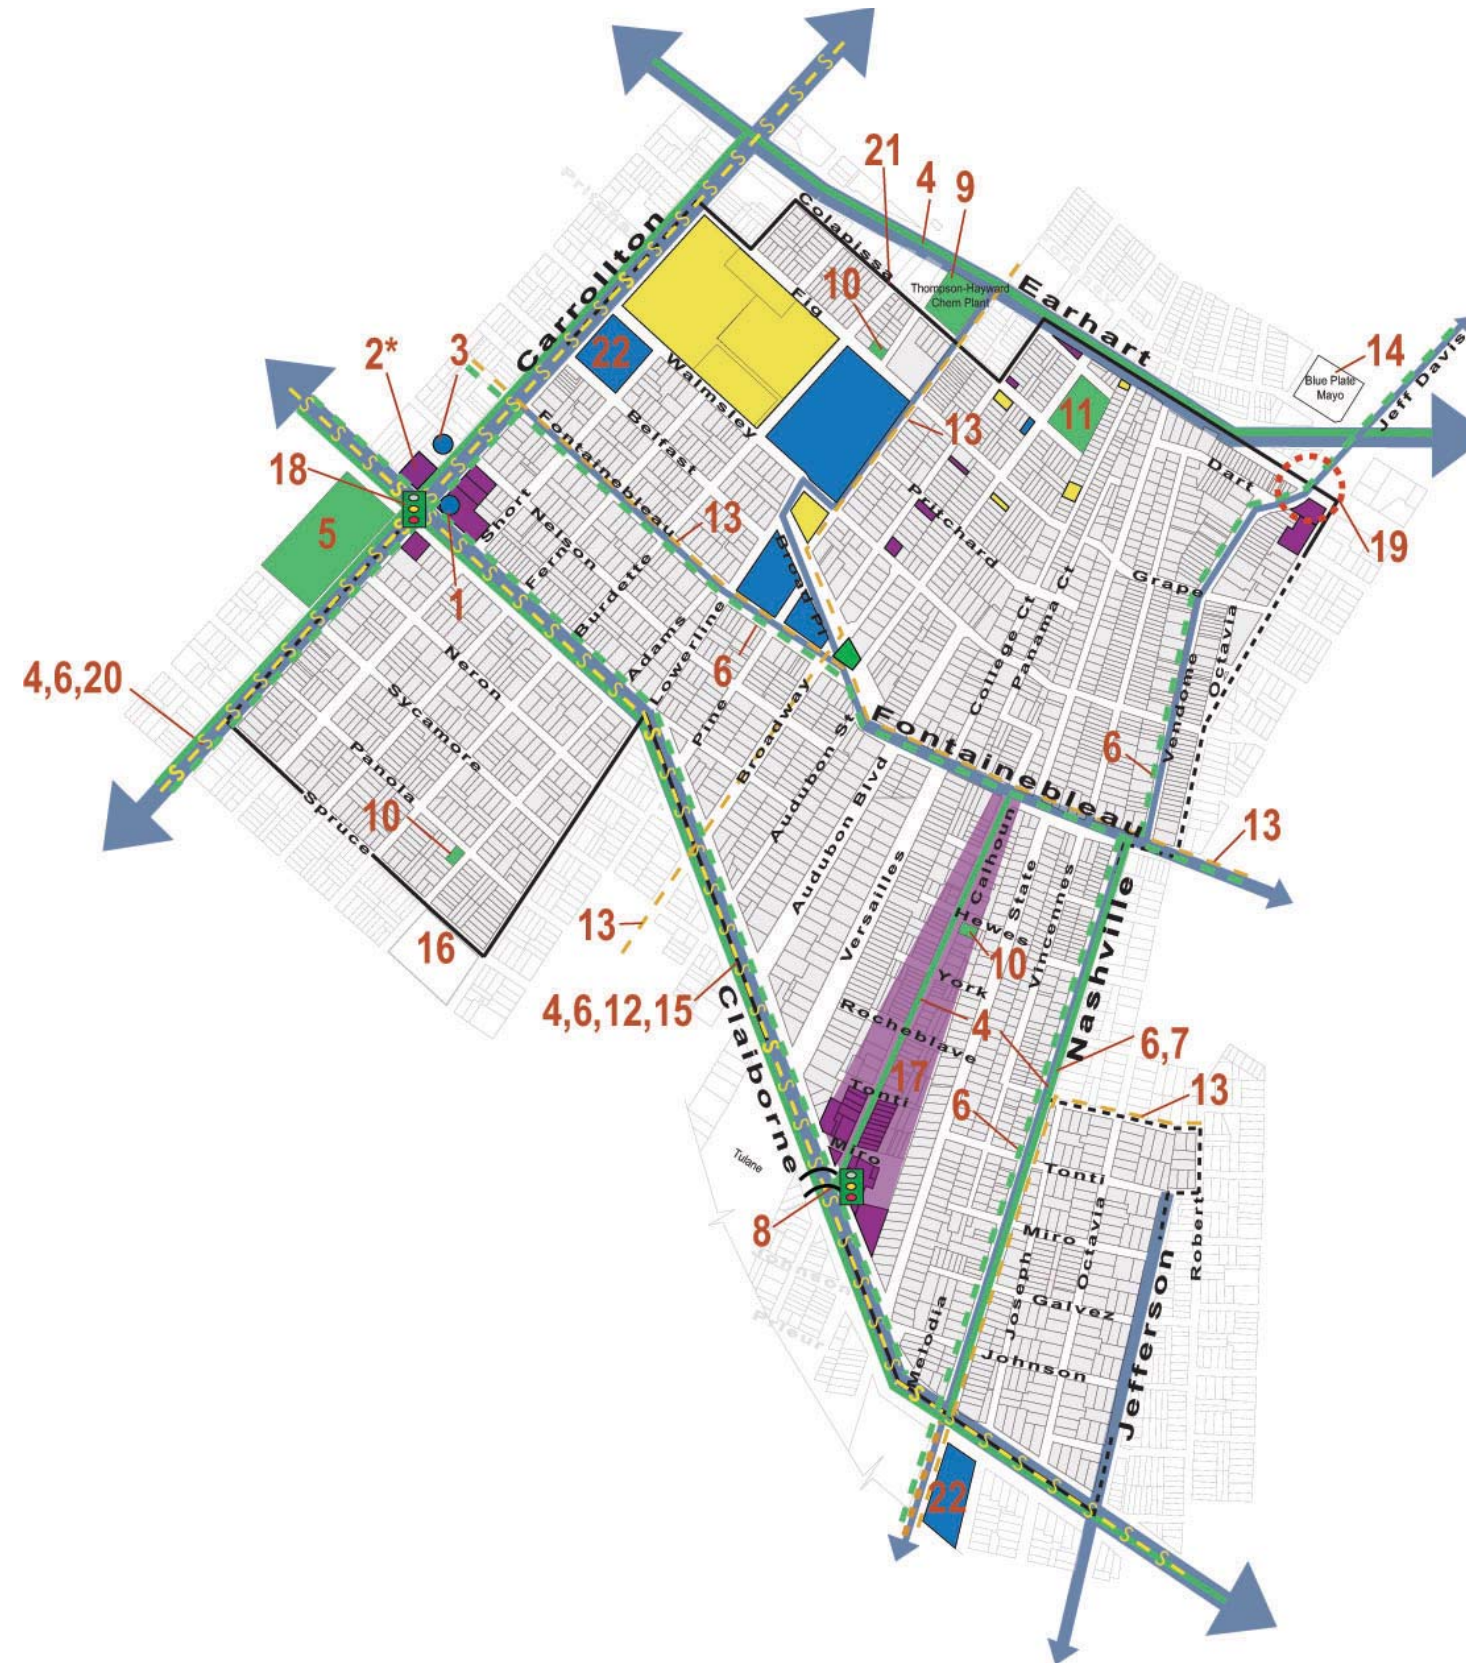 21
4
9
Colapissa
Carrollton
Earhart
Thompson-Hayward
Chem Plant
10
Fig
2*
3
22
Walmsley
14
Blue Plate
Mayo
Jeff Davis
11
13
Belfast
Fontainebleau
18
Dart
Pritchard
5
Short
13
19
Nelson
Fern
Burdette
Broad Pl
Grape
1
Adams
Lowerline
College Ct
Panama Ct
Octavia
6
4,6,20
Neron
Sycamore
Pine
Broadway
Audubon St
Fontainebleau
Vendome
6
Panola
Spruce
10
Audubon Blvd
Versailles
Calhoun
State
Vincennes
13
Hewes
13
16
10
York
Nashville
4,6,12,15
Claiborne
Rocheblave
4
6,7
17
Tonti
6
13
Miro
Tulane
Tonti
8
Johnson
Prieur
Miro
Octavia
Robert
Joseph
Galvez
Melodia
Johnson
Jefferson
22
S S S S S S